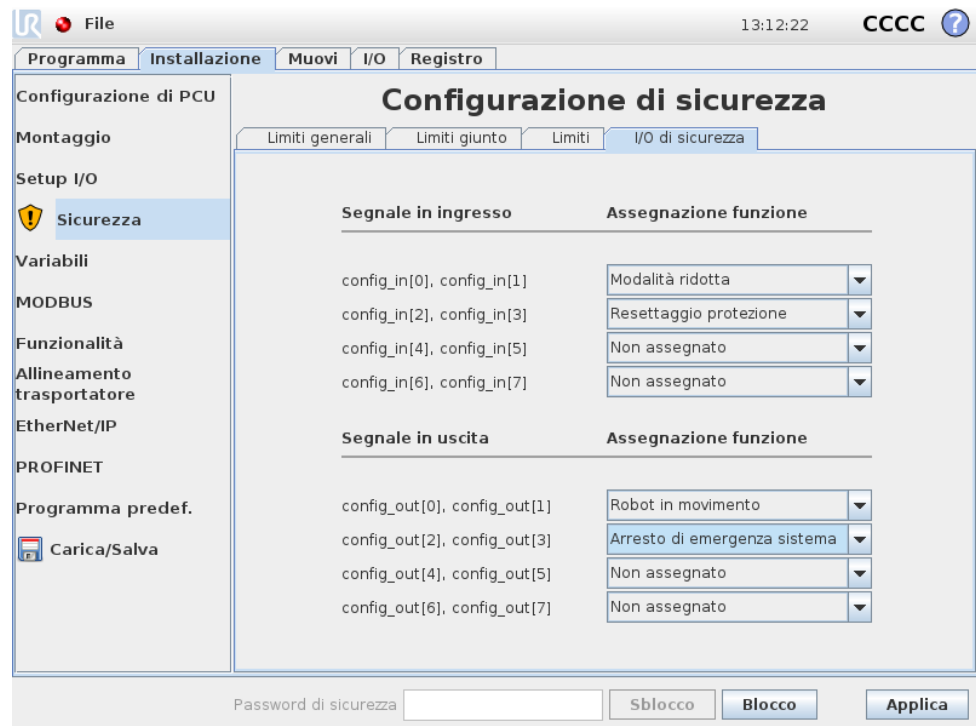 UR File 13:12:22 CCCC ?
Programma Installazione Muovi I/O Registro
Configurazione di PCU
Montaggio
Setup I/O
Sicurezza
Variabili
MODBUS
Funzionalità
Allineamento
trasportatore
EtherNet/IP
PROFINET
Programma predef.
Carica/Salva
Configurazione di sicurezza
Limiti generali Limiti giunto Limiti I/O di sicurezza
Segnale in ingresso Assegnazione funzione
config_in[0], config_in[1] Modalità ridotta
config_in[2], config_in[3] Resettaggio protezione
config_in[4], config_in[5] Non assegnato
config_in[6], config_in[7] Non assegnato
Segnale in uscita Assegnazione funzione
config_out[0], config_out[1] Robot in movimento
config_out[2], config_out[3] Arresto di emergenza sistema
config_out[4], config_out[5] Non assegnato
config_out[6], config_out[7] Non assegnato
Password di sicurezza Sblocco Blocco Applica